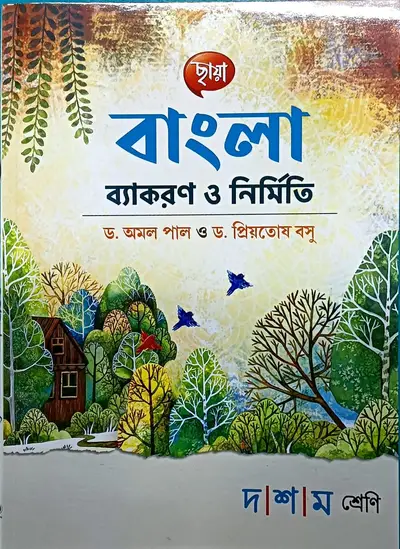 ছায়া
বাংলা
ব্যাকরণ ও নির্মিতি
ড. অমল পাল ও ড. প্রিয়তোষ বসু
দ|শ|ম শ্রেণি